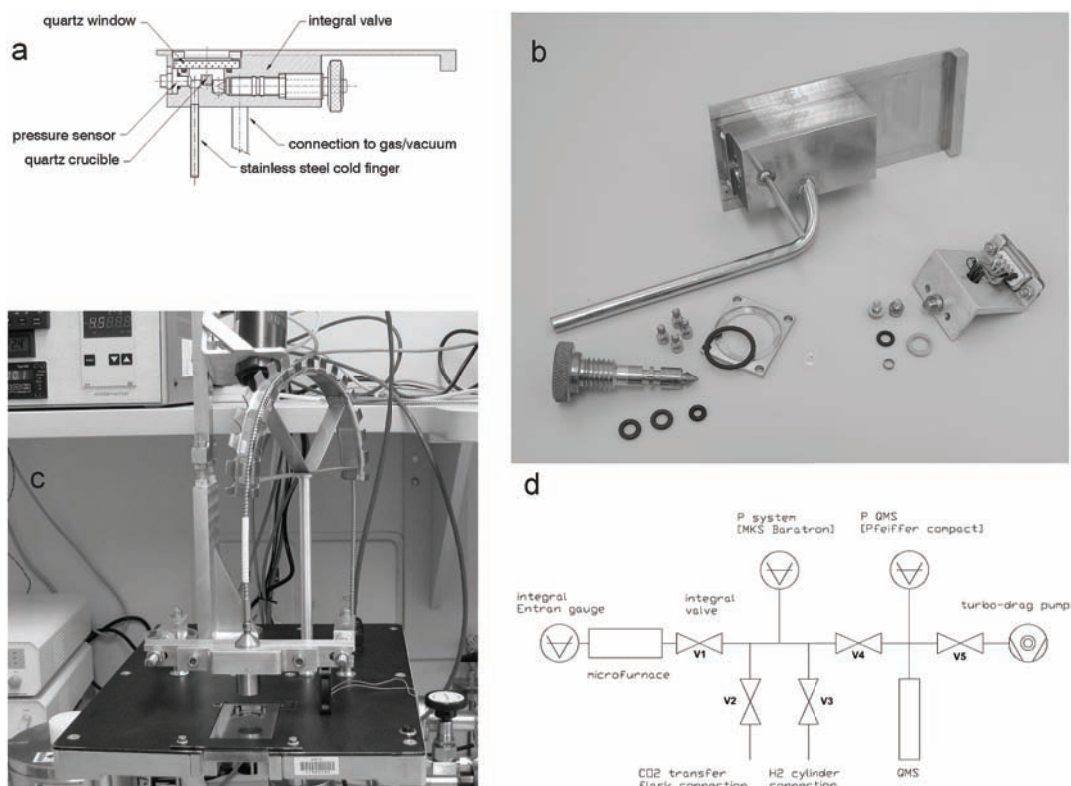 a
quartz window
integral valve
pressure sensor
quartz crucible
connection to gas/vacuum
stainless steel cold finger
b
c
d
P system
[MKS Baratron]
P QMS
[Pfeiffer compact]
integral
Entran gauge
integral
valve
turbo-drag pump
V1
V4
V5
microfurnace
V2
V3
CO2 transfer
flask connection
H2 cylinder
connection
QMS